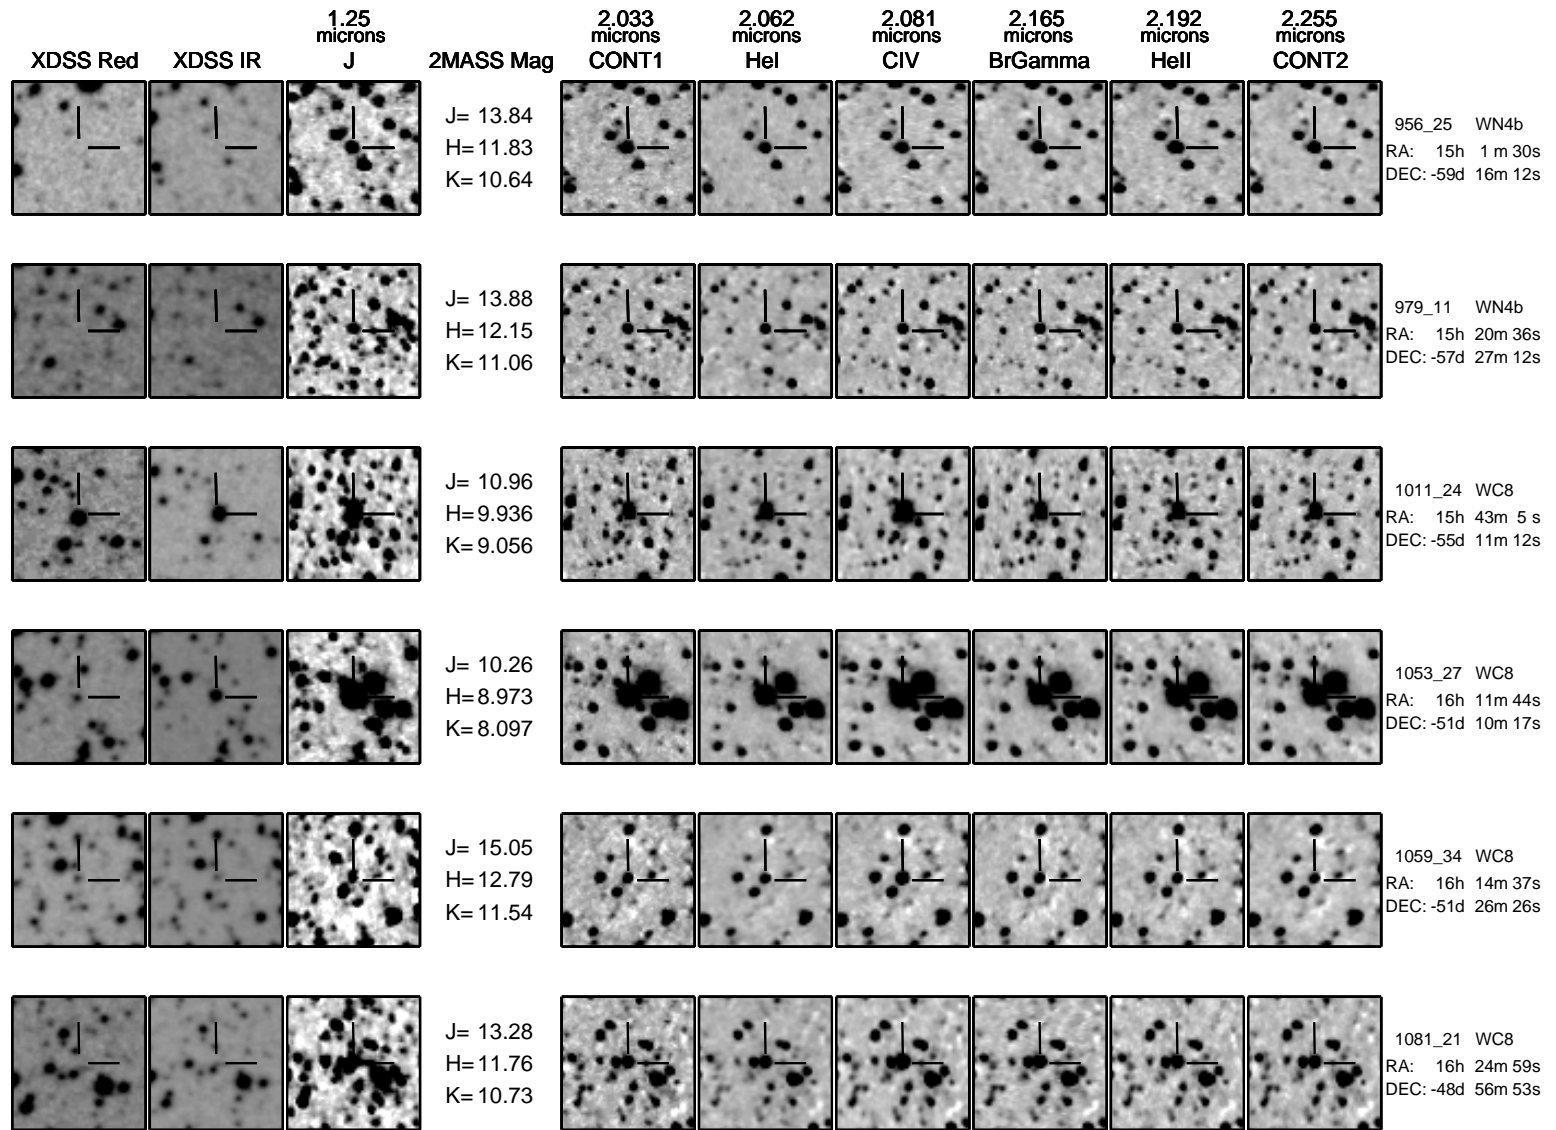 1.25 2.033 2.062 2.081 2.165 2.192 2.255
microns microns microns microns microns microns microns
XDSS Red XDSS IR J 2MASS Mag CONT1 HeI CIV BrGamma HeII CONT2
J= 13.84
H= 11.83
K= 10.64
956_25 WN4b
RA: 15h 1 m 30s
DEC: -59d 16m 12s
J= 13.88
H= 12.15
K= 11.06
979_11 WN4b
RA: 15h 20m 36s
DEC: -57d 27m 12s
J= 10.96
H= 9.936
K= 9.056
1011_24 WC8
RA: 15h 43m 5 s
DEC: -55d 11m 12s
J= 10.26
H= 8.973
K= 8.097
1053_27 WC8
RA: 16h 11m 44s
DEC: -51d 10m 17s
J= 15.05
H= 12.79
K= 11.54
1059_34 WC8
RA: 16h 14m 37s
DEC: -51d 26m 26s
J= 13.28
H= 11.76
K= 10.73
1081_21 WC8
RA: 16h 24m 59s
DEC: -48d 56m 53s